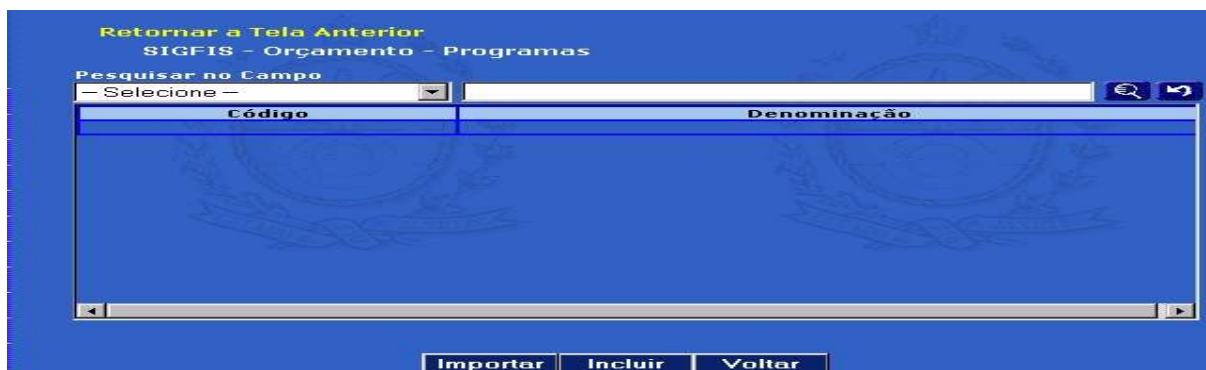 Retornar a Tela Anterior
SIGFIS - Orçamento - Programas
Pesquisar no Campo
-- Selecione --
Código Denominação
Importar Incluir Voltar